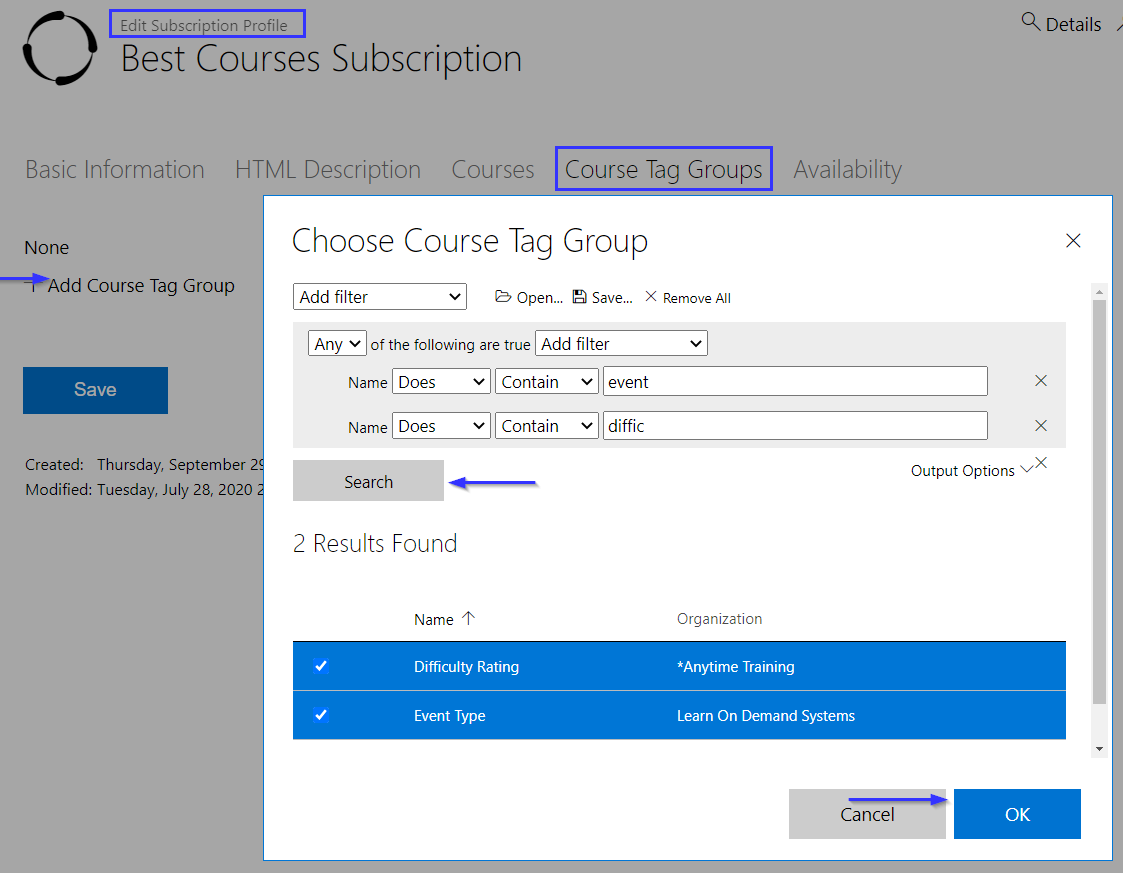 Edit Subscription Profile
Best Courses Subscription
Details
Basic Information HTML Description Courses Course Tag Groups Availability
None
Add Course Tag Group
Save
Created: Thursday, September 29
Modified: Tuesday, July 28, 2020 2
Choose Course Tag Group
Add filter Open... Save... Remove All
Any of the following are true Add filter
Name Does Contain event
Name Does Contain diffic
Search Output Options
2 Results Found
Name Organization
Difficulty Rating *Anytime Training
Event Type Learn On Demand Systems
Cancel OK